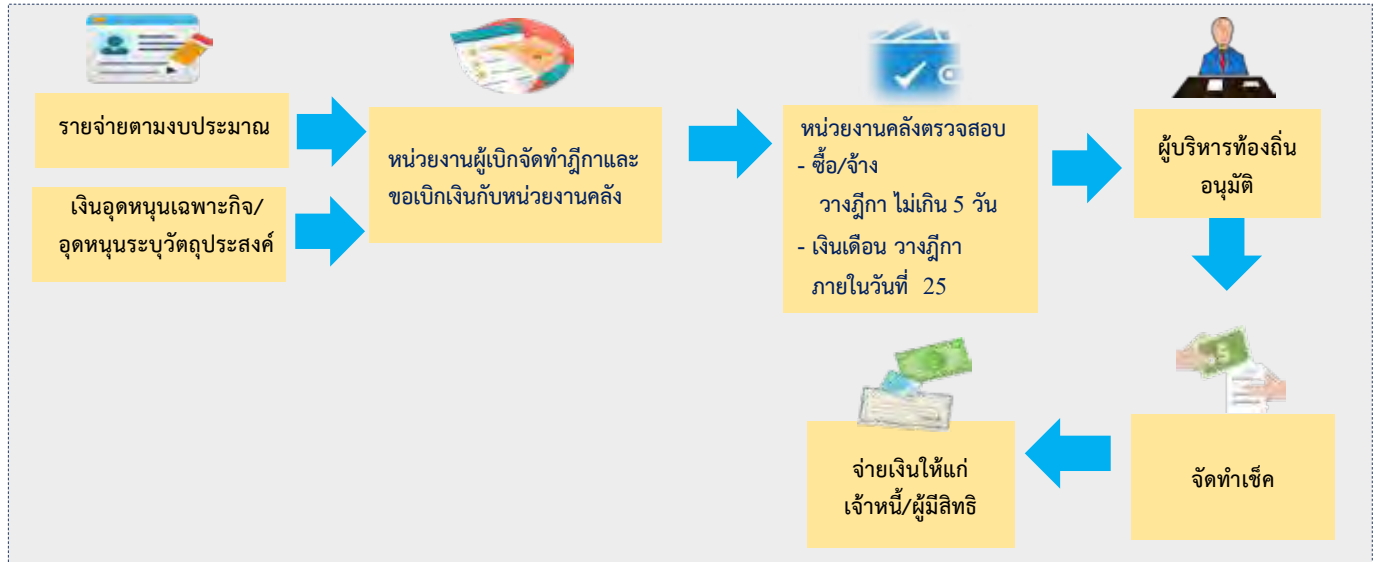 รายจ่ายตามงบประมาณ
เงินอุดหนุนเฉพาะกิจ/
อุดหนุนระบุวัตถุประสงค์
หน่วยงานผู้เบิกจัดทำฎีกาและ
ขอเบิกเงินกับหน่วยงานคลัง
หน่วยงานคลังตรวจสอบ
- ซื้อ/จ้าง
วางฎีกา ไม่เกิน 5 วัน
- เงินเดือน วางฎีกา
ภายในวันที่ 25
ผู้บริหารท้องถิ่น
อนุมัติ
จัดทำเช็ค
จ่ายเงินให้แก่
เจ้าหนี้/ผู้มีสิทธิ